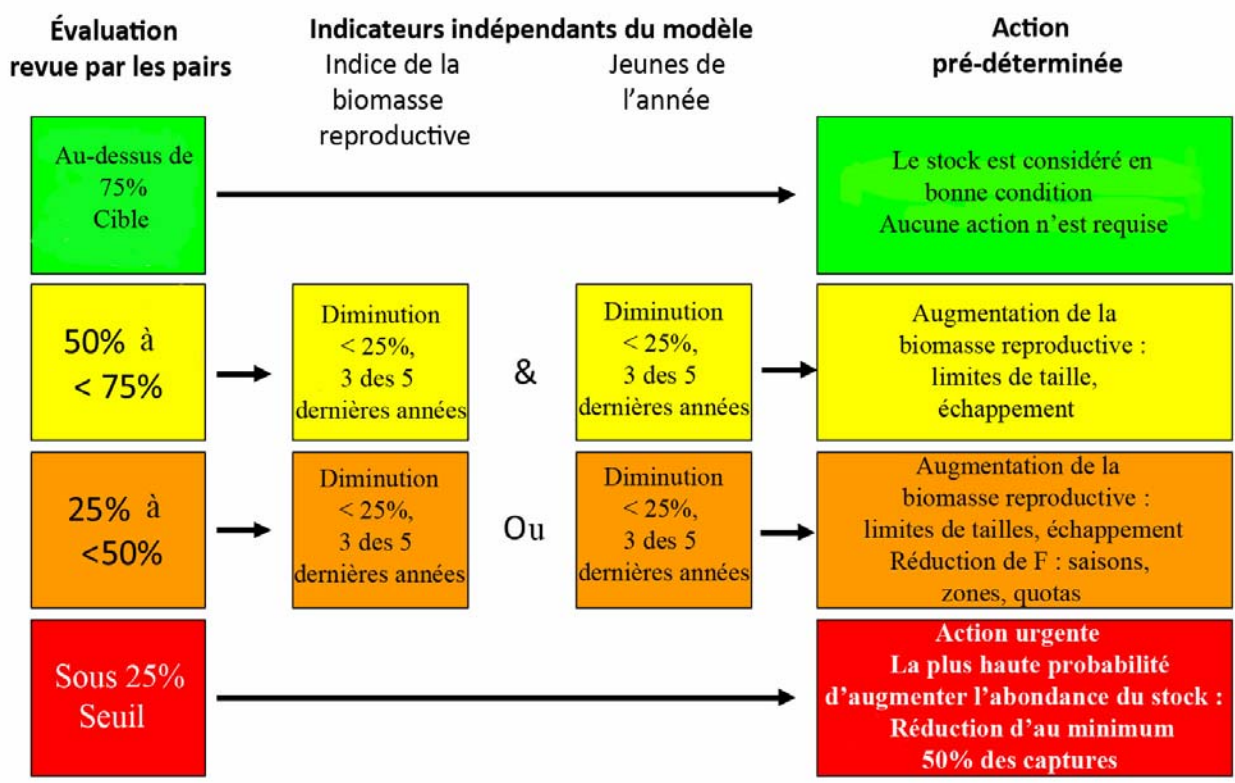 Évaluation
revue par les pairs
Indicateurs indépendants du modèle
Indice de la
biomasse
reproductive
Jeunes de
l'année
Action
pré-déterminée
Au-dessus de
75%
Cible
Le stock est considéré en
bonne condition
Aucune action n'est requise
50% à
< 75%
Diminution
< 25%,
3 des 5
dernières années
&
Diminution
< 25%,
3 des 5
dernières années
Augmentation de la
biomasse reproductive :
limites de taille,
échappement
25% à
<50%
Diminution
< 25%,
3 des 5
dernières années
Ou
Diminution
< 25%,
3 des 5
dernières années
Augmentation de la
biomasse reproductive :
limites de tailles, échappement
Réduction de F : saisons,
zones, quotas
Sous 25%
Seuil
Action urgente
La plus haute probabilité
d'augmenter l'abondance du stock :
Réduction d'au minimum
50% des captures